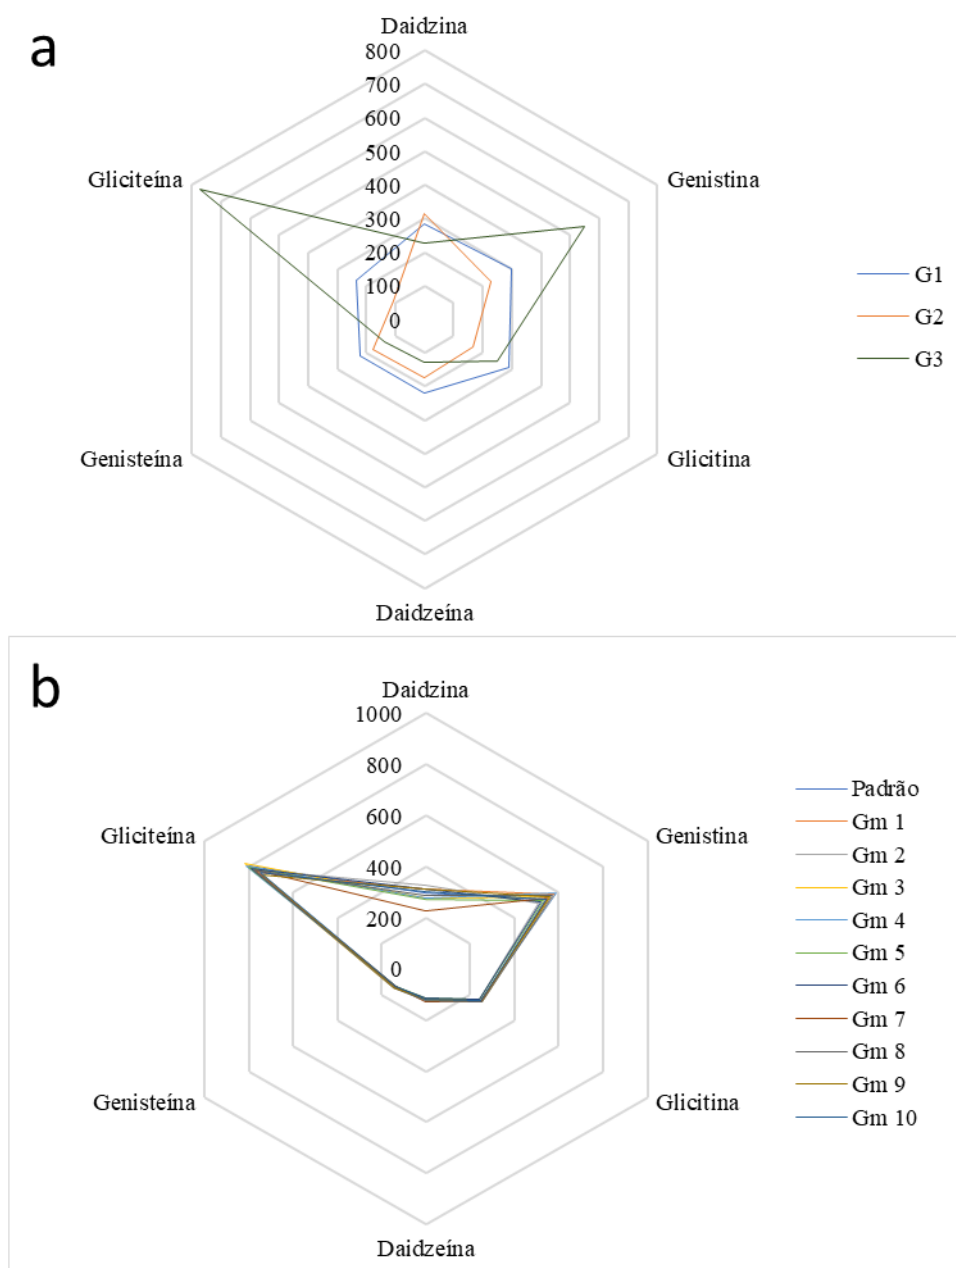 a
Daidzina
800
700
600
500
400
300
200
100
0
Genistina
Gliciteína
G1
G2
G3
Genisteína
Glicitina
Daidzeína
b
Daidzina
1000
800
600
400
200
0
Gliciteína
Genistina
Padrão
Gm 1
Gm 2
Gm 3
Gm 4
Gm 5
Gm 6
Gm 7
Gm 8
Gm 9
Gm 10
Genisteína
Glicitina
Daidzeína